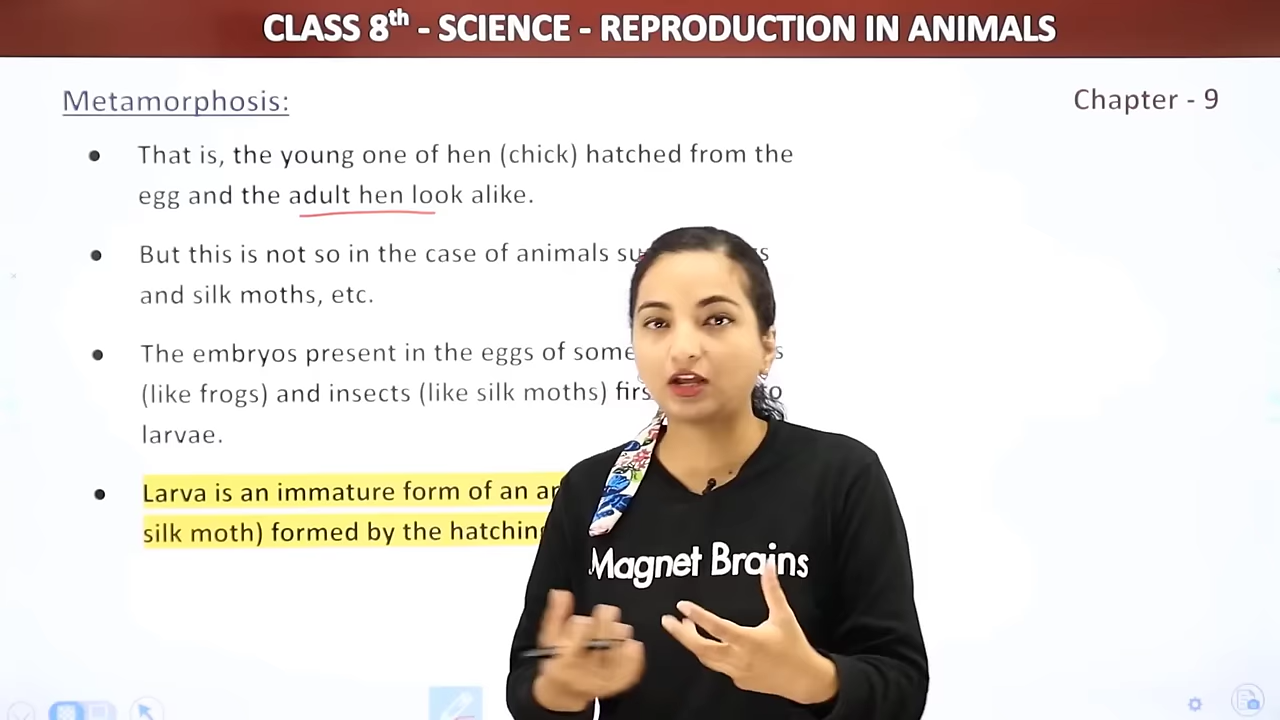 CLASS 8th - SCIENCE - REPRODUCTION IN ANIMALS
Metamorphosis:
Chapter - 9
● That is, the young one of hen (chick) hatched from the
egg and the adult hen look alike.
● But this is not so in the case of animals
and silk moths, etc.
● The embryos present in the eggs of some
(like frogs) and insects (like silk moths)
larvae.
● Larva is an immature form of an
silk moth) formed by the
Magnet Brains